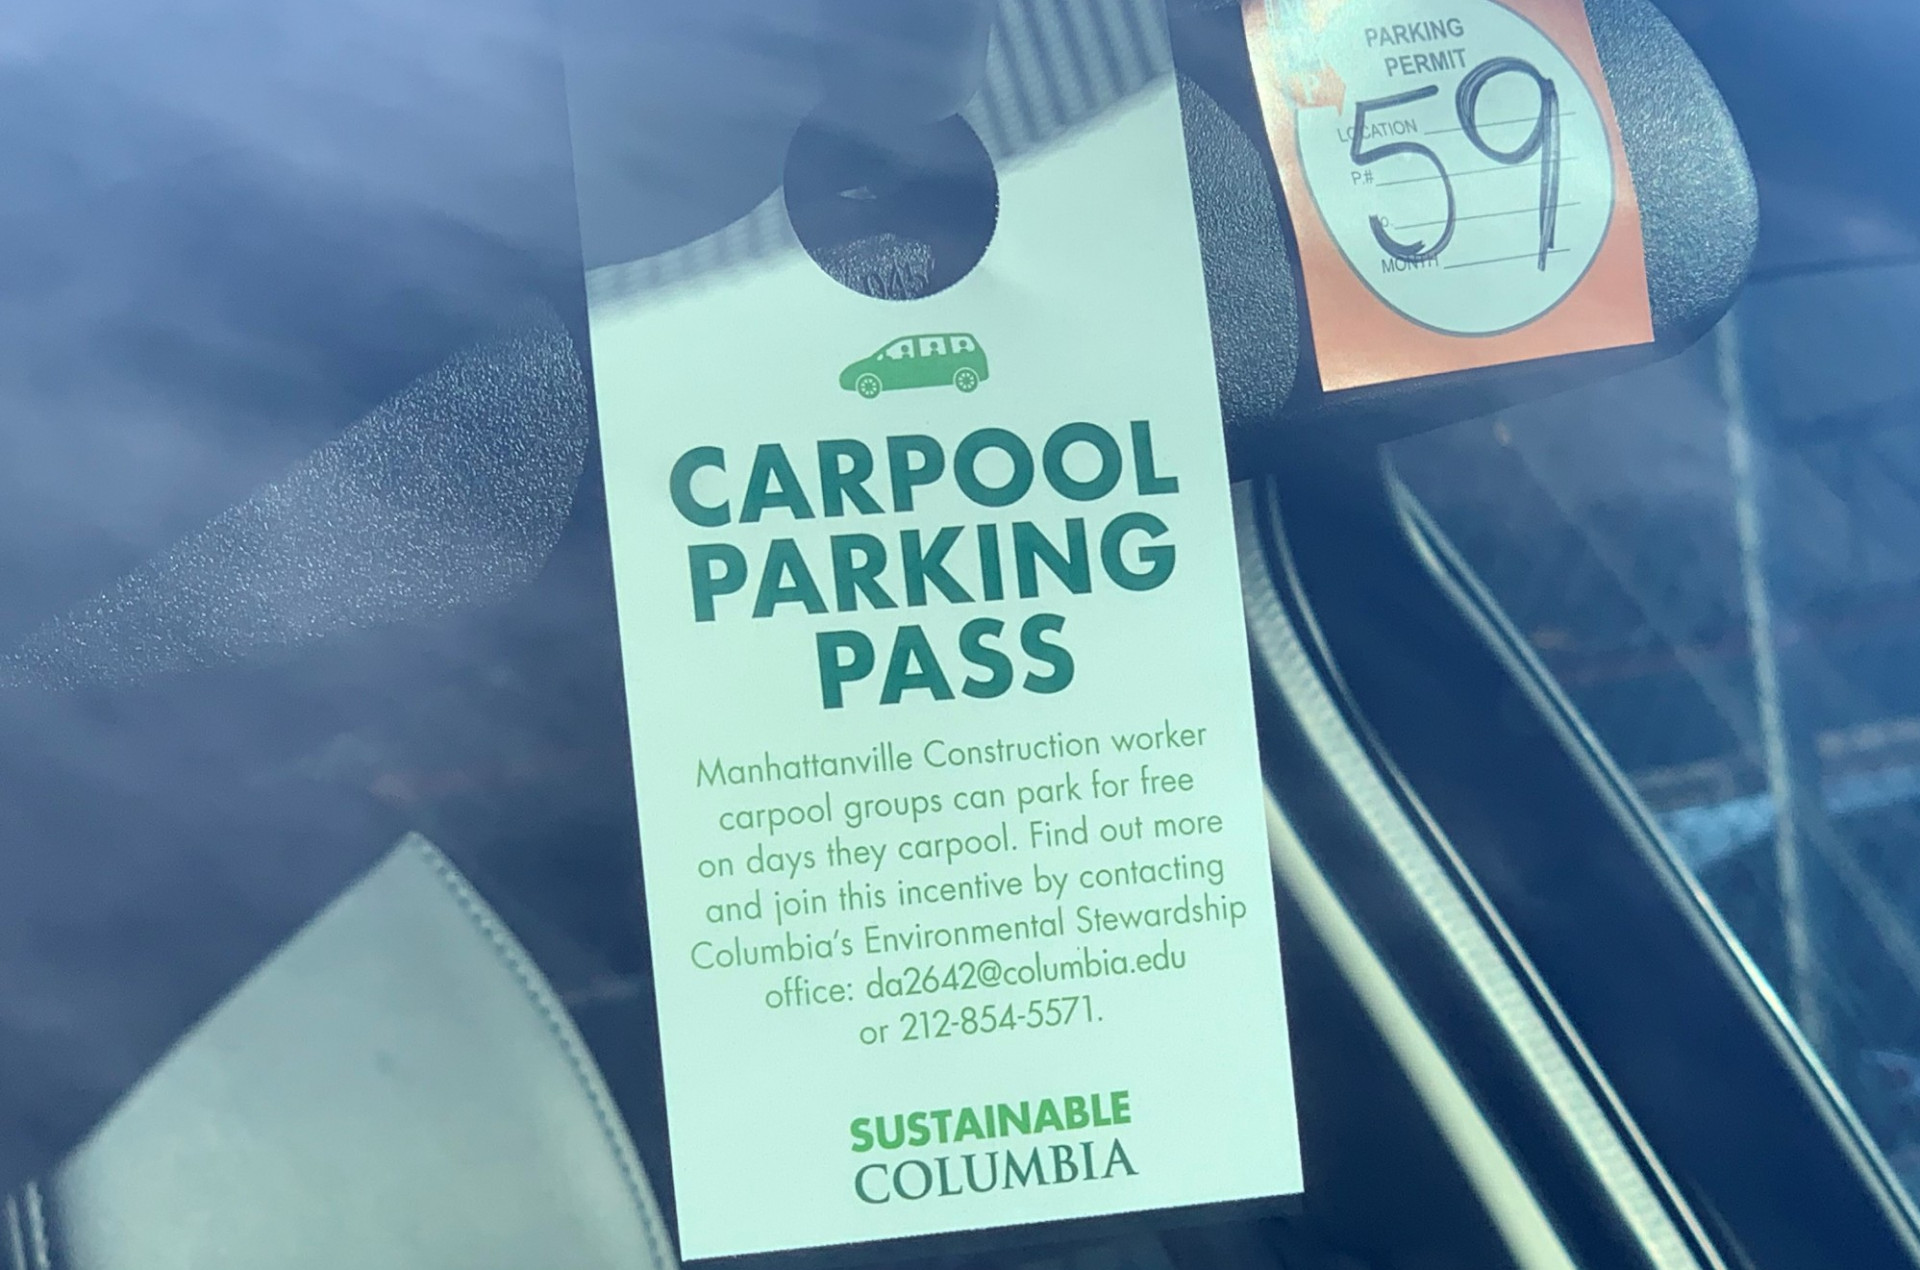 PARKING
PERMIT
59
LOCATION
P.#
MONTH
CARPOOL
PARKING
PASS
Manhattanville Construction worker
carpool groups can park for free
on days they carpool. Find out more
and join this incentive by contacting
Columbia's Environmental Stewardship
office: da2642@columbia.edu
or 212-854-5571.
SUSTAINABLE
COLUMBIA